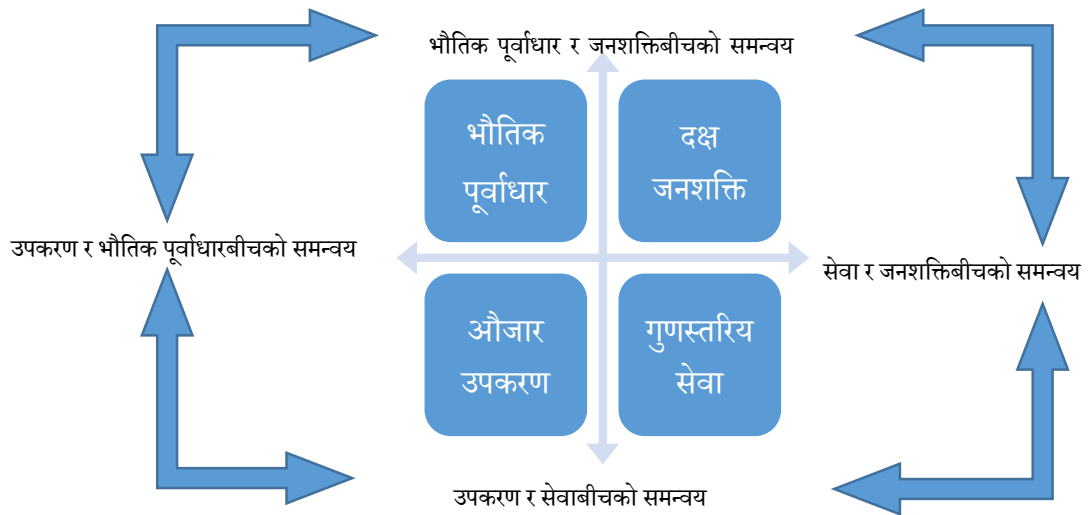 भौतिक पूर्वाधार र जनशक्तिबीचको समन्वय
भौतिक
पूर्वाधार
दक्ष
जनशक्ति
उपकरण र भौतिक पूर्वाधारबीचको समन्वय
सेवा र जनशक्तिबीचको समन्वय
औजार
उपकरण
गुणस्तरिय
सेवा
उपकरण र सेवाबीचको समन्वय